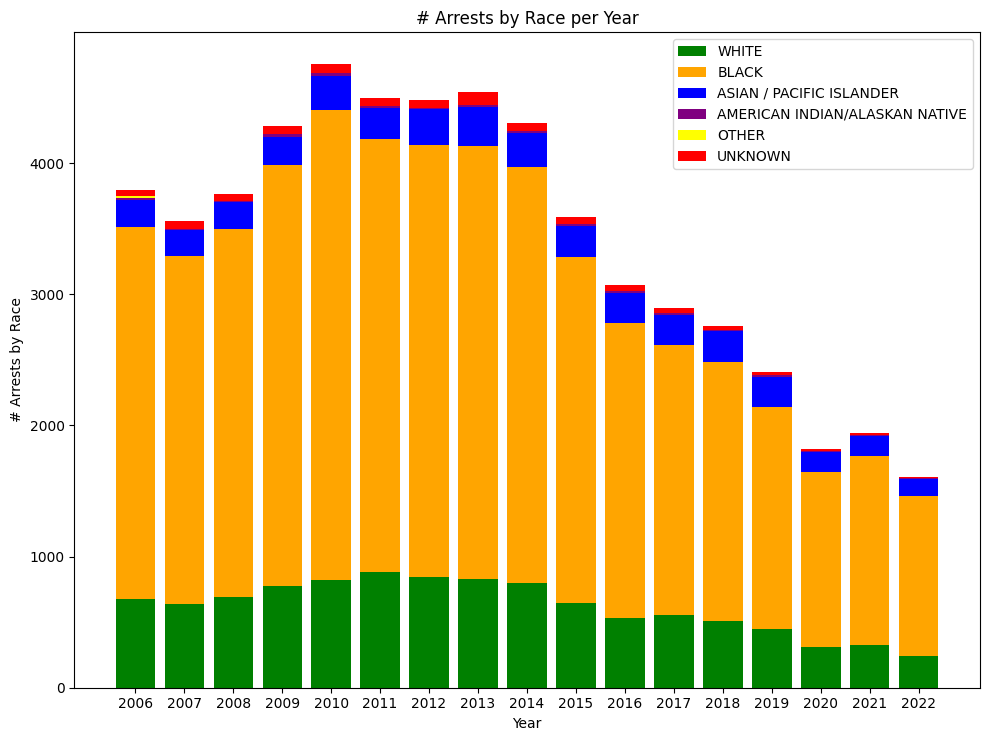 # Arrests by Race per Year
WHITE
BLACK
ASIAN / PACIFIC ISLANDER
AMERICAN INDIAN/ALASKAN NATIVE
OTHER
UNKNOWN
# Arrests by Race
4000
3000
2000
1000
0
2006 2007 2008 2009 2010 2011 2012 2013 2014 2015 2016 2017 2018 2019 2020 2021 2022
Year